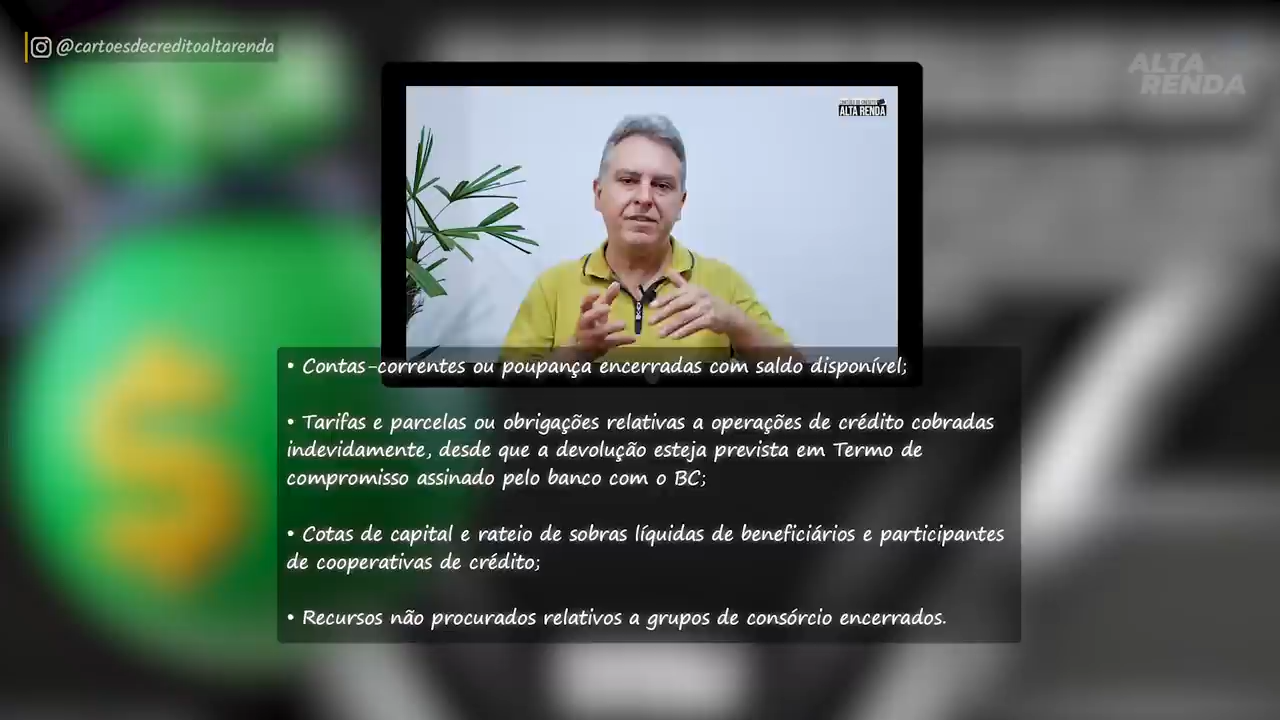 @cartoesdecreditoaltarenda
ALTA
RENDA
ALTA RENDA
• Contas-correntes ou poupança encerradas com saldo disponível;
• Tarifas e parcelas ou obrigações relativas a operações de crédito cobradas
indevidamente, desde que a devolução esteja prevista em Termo de
compromisso assinado pelo banco com o BC;
• Cotas de capital e rateio de sobras líquidas de beneficiários e participantes
de cooperativas de crédito;
• Recursos não procurados relativos a grupos de consórcio encerrados.